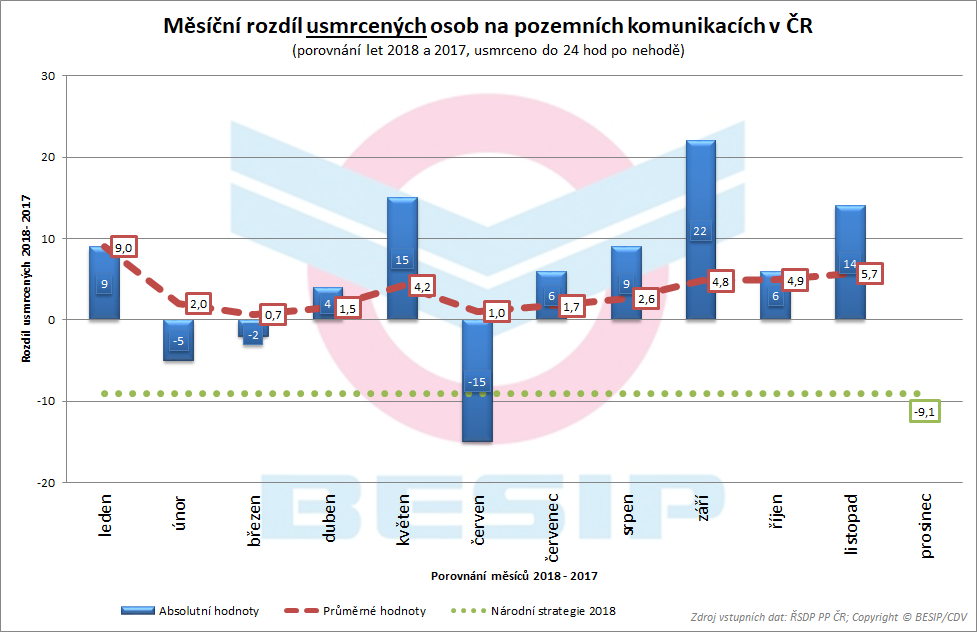 Měsíční rozdíl usmrcených osob na pozemních komunikacích v ČR
(porovnání let 2018 a 2017, usmrceno do 24 hod po nehodě)
30
20
10
0
-10
-20
Rozdíl usmrcených 2018- 2017
9
-5
-2
4
15
-15
6
9
22
6
14
9,0
2,0
0,7
1,5
4,2
1,0
1,7
2,6
4,8
4,9
5,7
-9,1
BESIP
leden
únor
březen
duben
květen
červen
červenec
srpen
září
říjen
listopad
prosinec
Porovnání měsíců 2018 - 2017
Absolutní hodnoty
Průměrné hodnoty
Národní strategie 2018
Zdroj vstupních dat: ŘSDP PP ČR; Copyright © BESIP/CDV